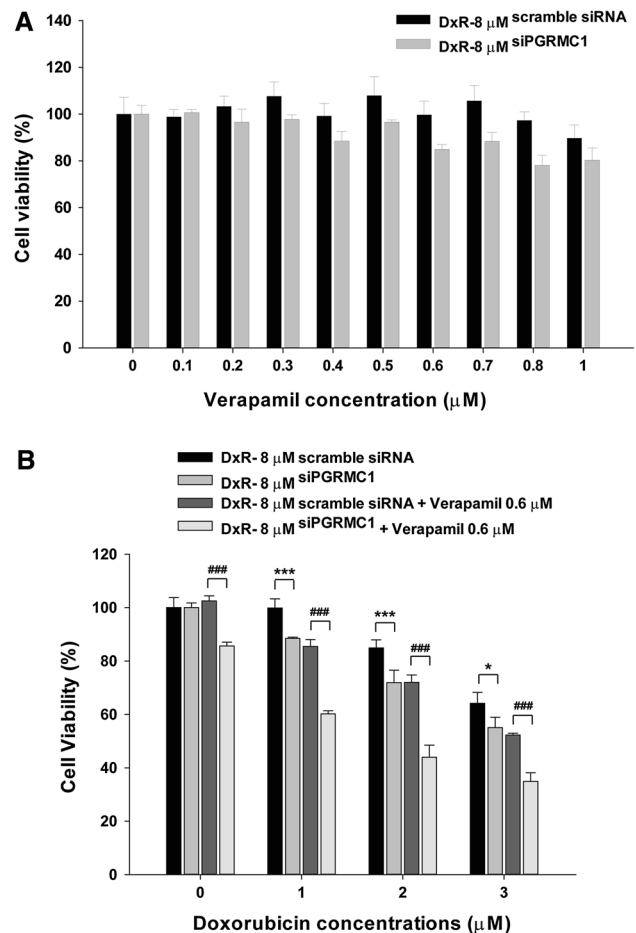 A
DxR-8 μM scramble siRNA
DxR-8 μM siPGRMC1
Cell viability (%)
140
120
100
80
60
40
20
0
0 0.1 0.2 0.3 0.4 0.5 0.6 0.7 0.8 1
Verapamil concentration (μM)
B
DxR- 8 μM scramble siRNA
DxR- 8 μM siPGRMC1
DxR- 8 μM scramble siRNA + Verapamil 0.6 μM
DxR- 8 μM siPGRMC1 + Verapamil 0.6 μM
Cell Viability (%)
120
100
80
60
40
20
0
###
*** ###
*** ###
* ###
0 1 2 3
Doxorubicin concentrations (μM)